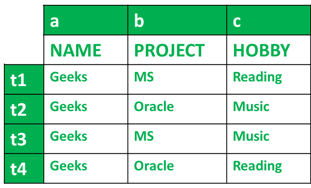 a b c
NAME PROJECT HOBBY
t1 Geeks MS Reading
t2 Geeks Oracle Music
t3 Geeks MS Music
t4 Geeks Oracle Reading